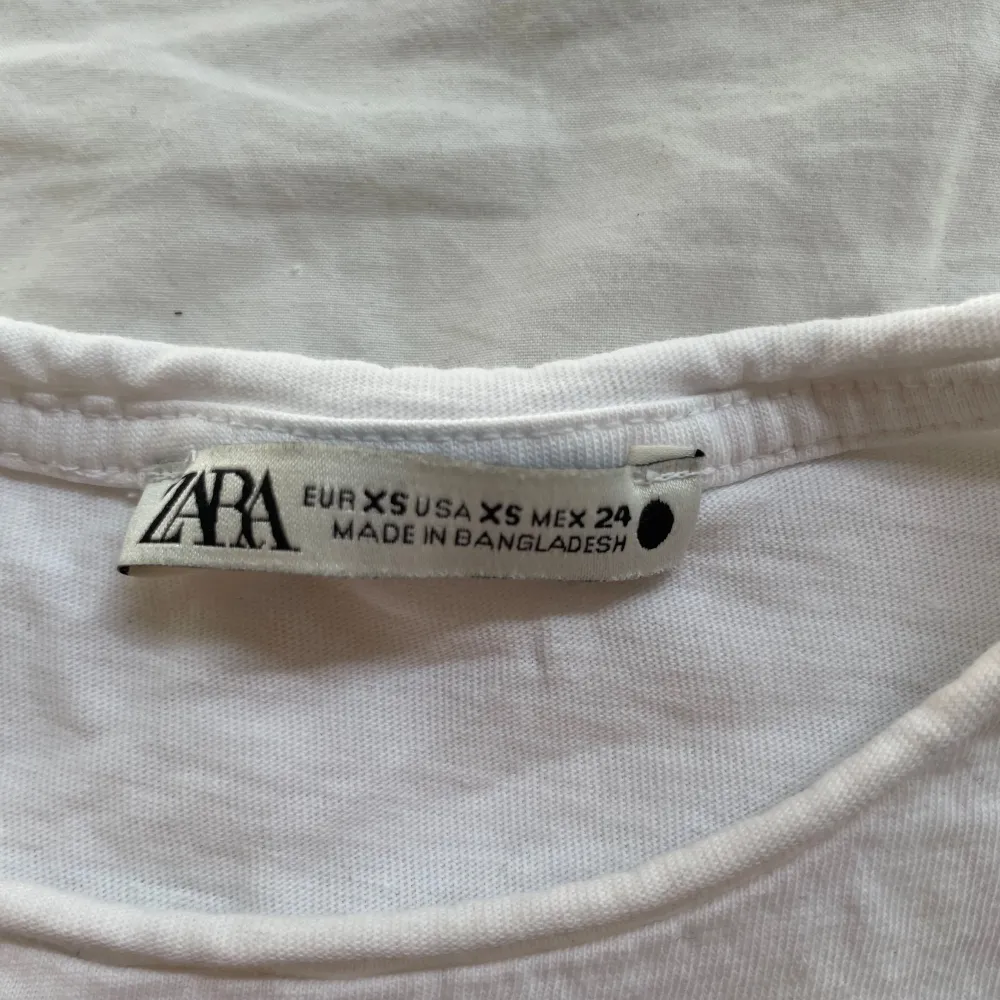 ZARA
EUR XS USA XS MEX 24
MADE IN BANGLADESH